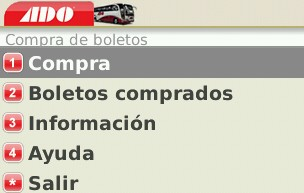 ADO
Compra de boletos
1 Compra
2 Boletos comprados
3 Información
4 Ayuda
* Salir